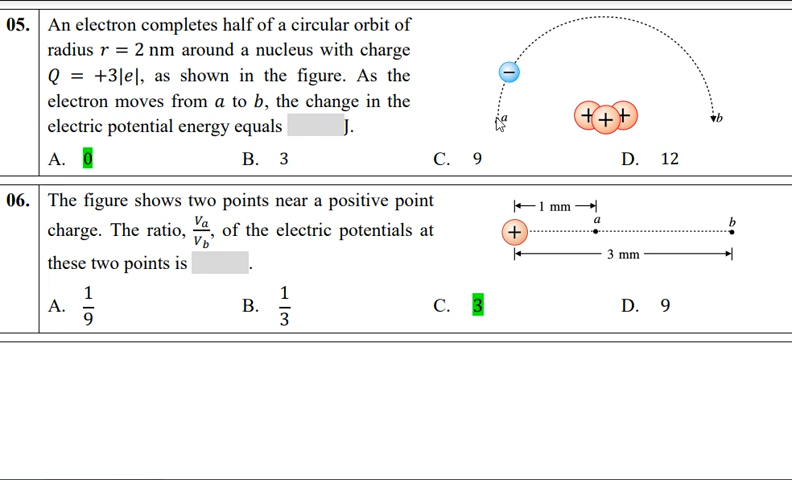 05. An electron completes half of a circular orbit of
radius r = 2 nm around a nucleus with charge
Q = +3|e|, as shown in the figure. As the
electron moves from a to b, the change in the
electric potential energy equals J.
A. 0 B. 3 C. 9 D. 12
− a + + + b
06. The figure shows two points near a positive point
charge. The ratio, Va/Vb, of the electric potentials at
these two points is .
A. 1/9 B. 1/3 C. 3 D. 9
1 mm
a b
+
3 mm